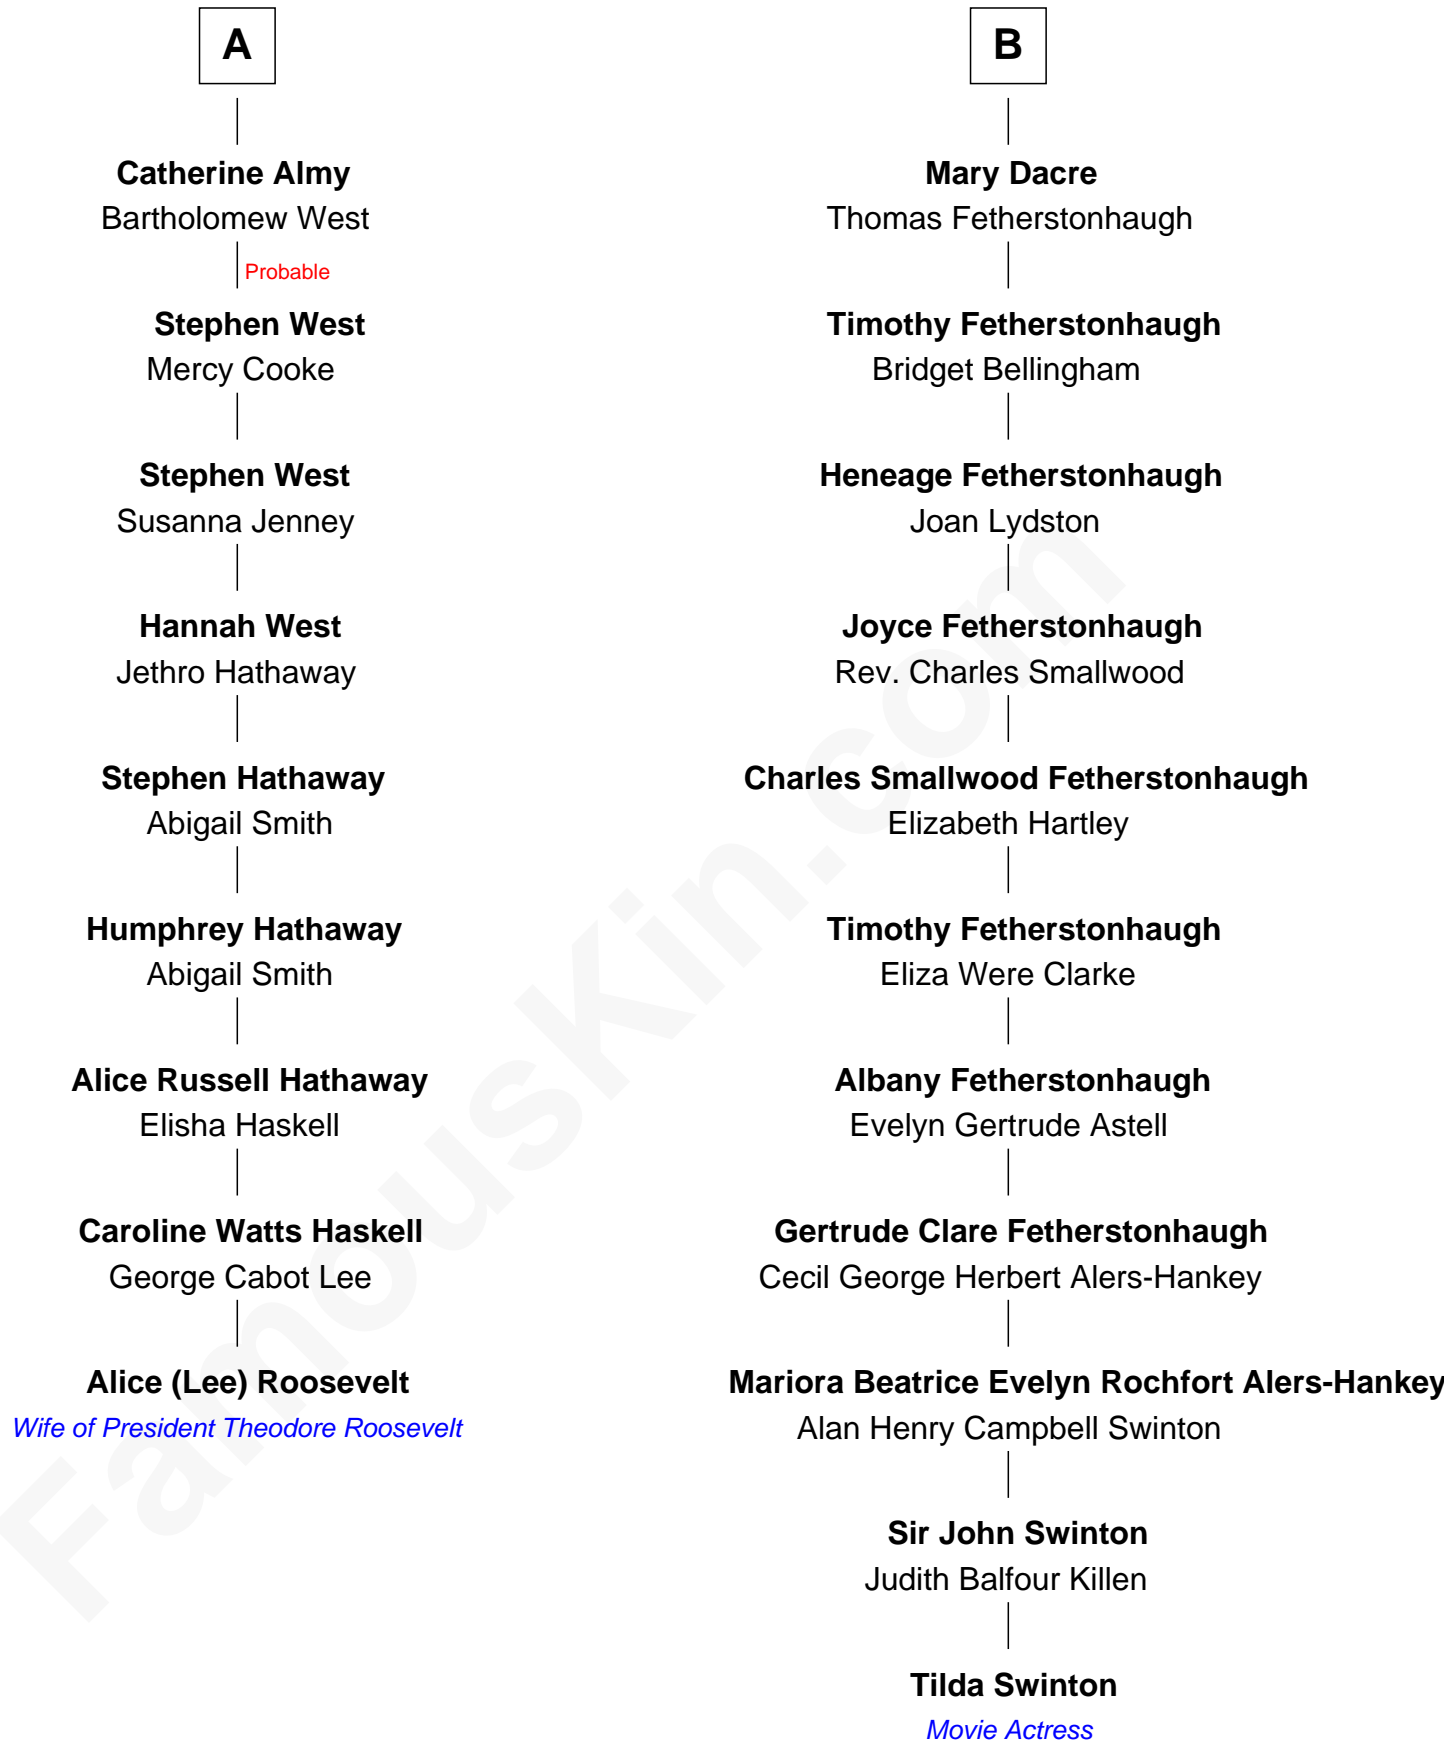 A
Catherine Almy
Bartholomew West
Probable
Stephen West
Mercy Cooke
Stephen West
Susanna Jenney
Hannah West
Jethro Hathaway
Stephen Hathaway
Abigail Smith
Humphrey Hathaway
Abigail Smith
Alice Russell Hathaway
Elisha Haskell
Caroline Watts Haskell
George Cabot Lee
Alice (Lee) Roosevelt
Wife of President Theodore Roosevelt
B
Mary Dacre
Thomas Fetherstonhaugh
Timothy Fetherstonhaugh
Bridget Bellingham
Heneage Fetherstonhaugh
Joan Lydston
Joyce Fetherstonhaugh
Rev. Charles Smallwood
Charles Smallwood Fetherstonhaugh
Elizabeth Hartley
Timothy Fetherstonhaugh
Eliza Were Clarke
Albany Fetherstonhaugh
Evelyn Gertrude Astell
Gertrude Clare Fetherstonhaugh
Cecil George Herbert Alers-Hankey
Mariora Beatrice Evelyn Rochfort Alers-Hankey
Alan Henry Campbell Swinton
Sir John Swinton
Judith Balfour Killen
Tilda Swinton
Movie Actress
FamousKin.com